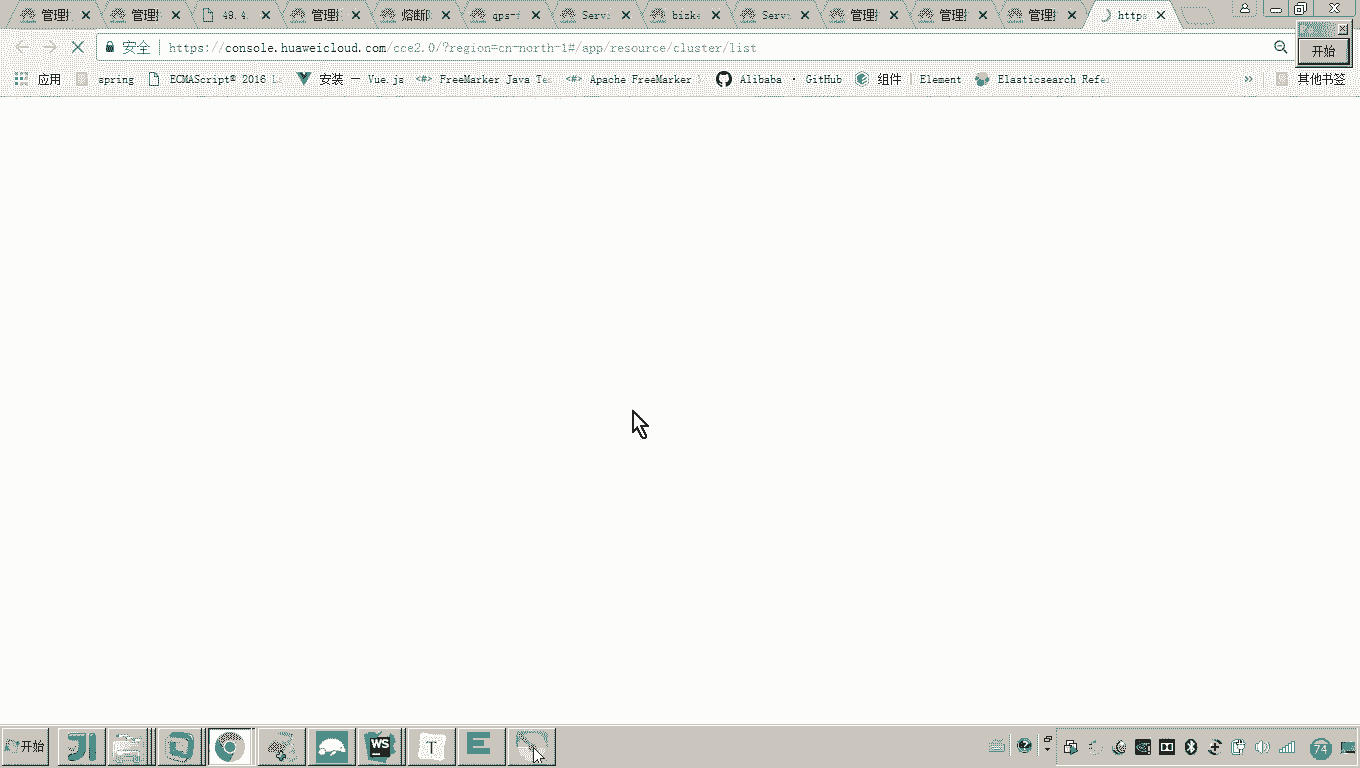 管理 管理 48.4. 管理 熔断 qps- Serv bizk Serv 管理 管理 管理 https
安全 https://console.huaweicloud.com/cce2.0/?region=cn-north-1#/app/resource/cluster/list
开始
应用 spring ECMAScript® 2016 安装 — Vue.js FreeMarker Java Te Apache FreeMarker Alibaba · GitHub 组件 | Element Elasticsearch Refe » 其他书签
开始 JI WS T E 74